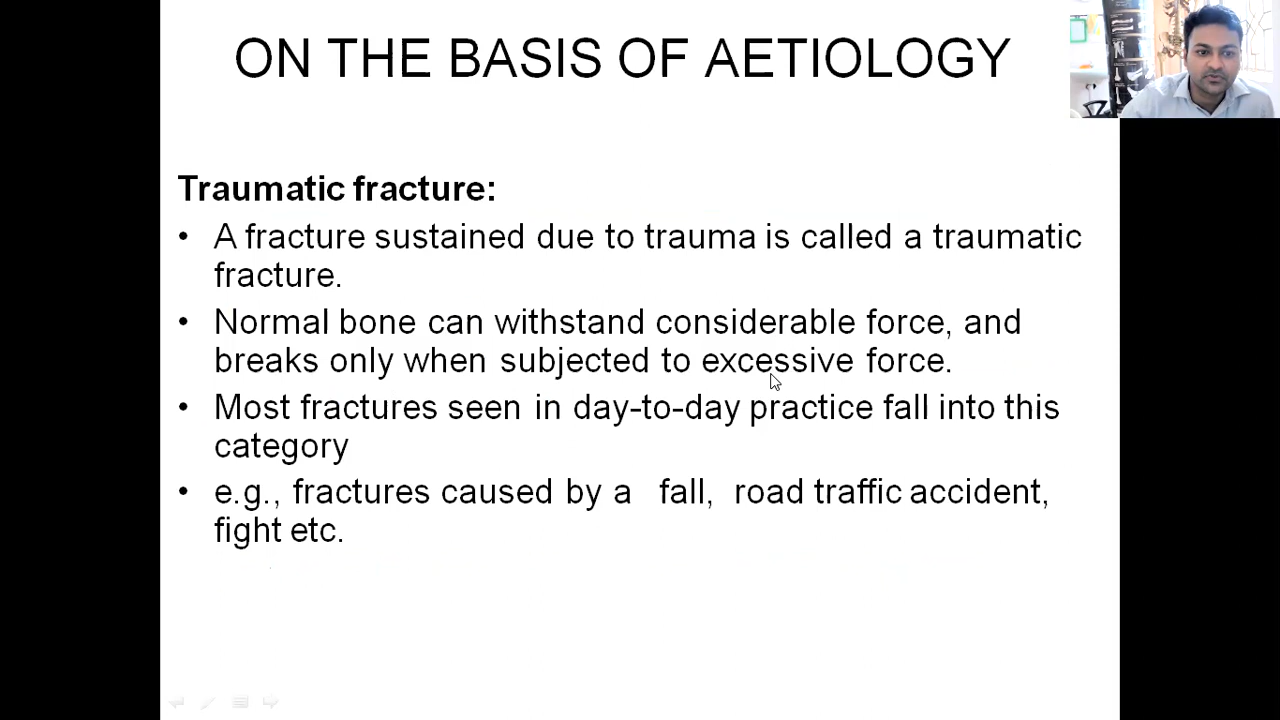 ON THE BASIS OF AETIOLOGY
Traumatic fracture:
• A fracture sustained due to trauma is called a traumatic
fracture.
• Normal bone can withstand considerable force, and
breaks only when subjected to excessive force.
• Most fractures seen in day-to-day practice fall into this
category
• e.g., fractures caused by a fall, road traffic accident,
fight etc.